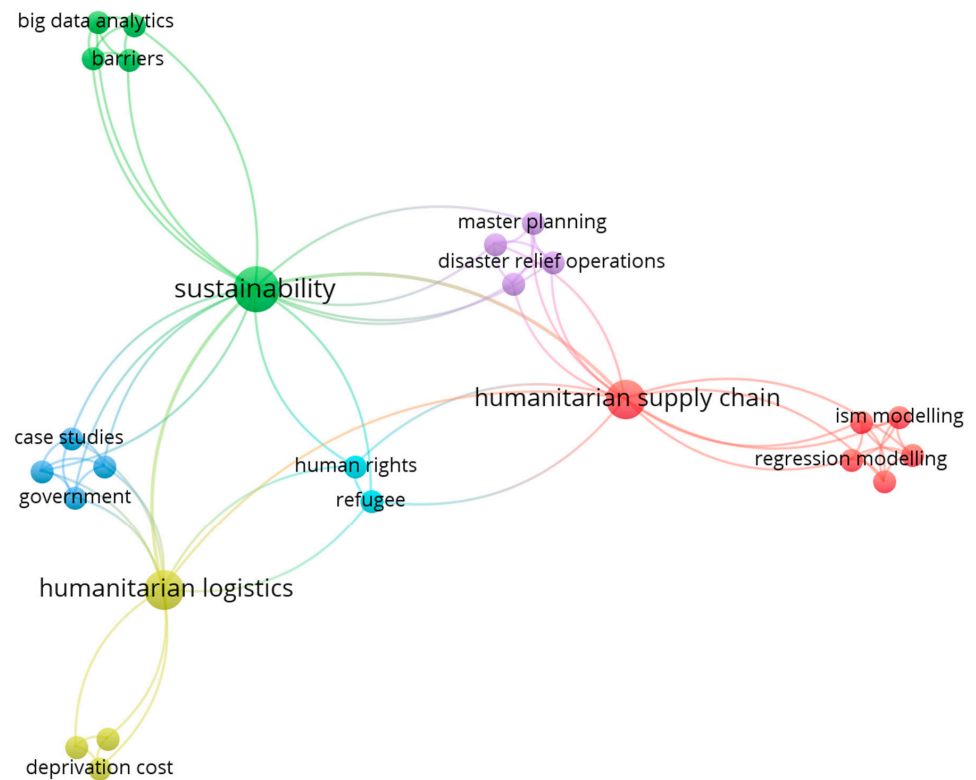 big data analytics
barriers
master planning
disaster relief operations
sustainability
humanitarian supply chain
ism modelling
regression modelling
case studies
government
human rights
refugee
humanitarian logistics
deprivation cost